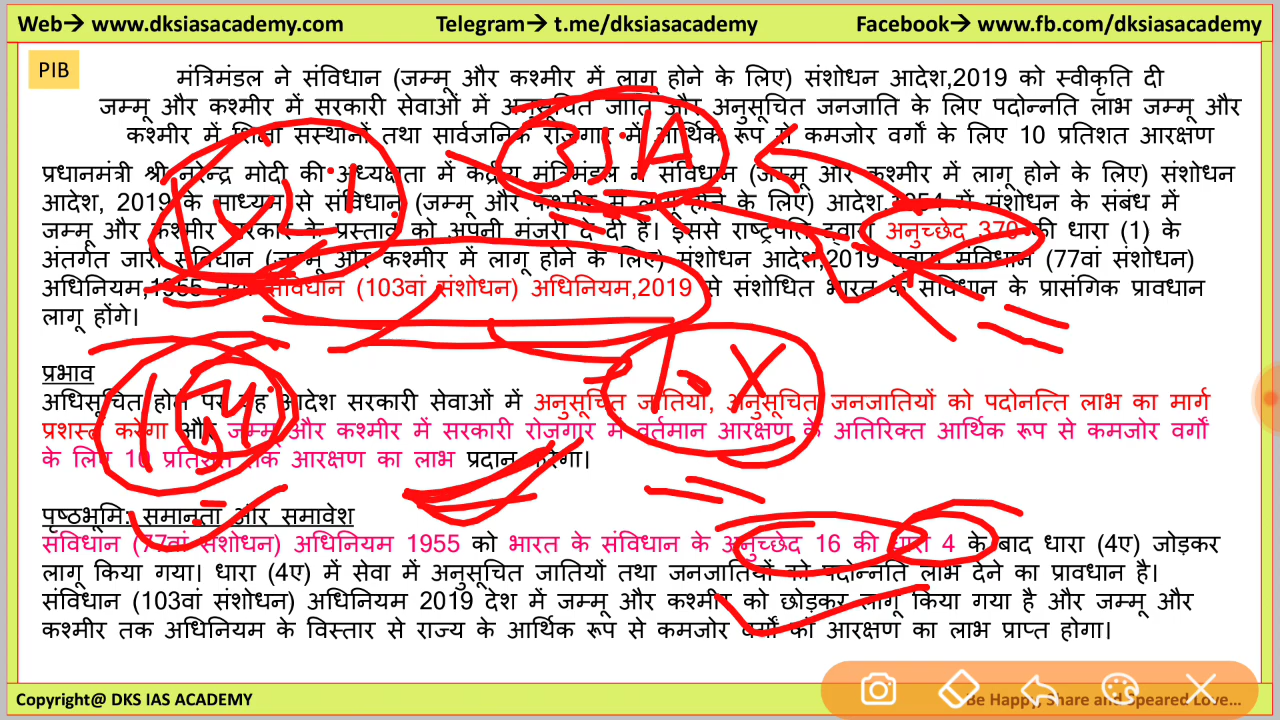 Web→ www.dksiasacademy.com Telegram→ t.me/dksiasacademy Facebook→ www.fb.com/dksiasacademy
PIB
मंत्रिमंडल ने संविधान (जम्मू और कश्मीर में लागू होने के लिए) संशोधन आदेश,2019 को स्वीकृति दी
जम्मू और कश्मीर में सरकारी सेवाओं में अनुसूचित जाति और अनुसूचित जनजाति के लिए पदोन्नति लाभ जम्मू और
कश्मीर में शिक्षा संस्थानों तथा सार्वजनिक रोजगार में आर्थिक रूप से कमजोर वर्गों के लिए 10 प्रतिशत आरक्षण
3.A
प्रधानमंत्री श्री नरेन्द्र मोदी की अध्यक्षता में केंद्रीय मंत्रिमंडल ने संविधान (जम्मू और कश्मीर में लागू होने के लिए) संशोधन
आदेश, 2019 के माध्यम से संविधान (जम्मू और कश्मीर में लागू होने के लिए) आदेश,1954 में संशोधन के संबंध में
जम्मू और कश्मीर सरकार के प्रस्ताव को अपनी मंजूरी दे दी है। इससे राष्ट्रपति द्वारा अनुच्छेद 370 की धारा (1) के
अंतर्गत जारी संविधान (जम्मू और कश्मीर में लागू होने के लिए) संशोधन आदेश,2019 द्वारा संविधान (77वां संशोधन)
अधिनियम,1955 तथा संविधान (103वां संशोधन) अधिनियम,2019 से संशोधित भारत के संविधान के प्रासंगिक प्रावधान
लागू होंगे।
प्रभाव
अधिसूचित होने पर यह आदेश सरकारी सेवाओं में अनुसूचित जातियों, अनुसूचित जनजातियों को पदोनत्ति लाभ का मार्ग
प्रशस्त करेगा और जम्मू और कश्मीर में सरकारी रोजगार में वर्तमान आरक्षण के अतिरिक्त आर्थिक रूप से कमजोर वर्गों
के लिए 10 प्रतिशत तक आरक्षण का लाभ प्रदान करेगा।
पृष्ठभूमि: समानता और समावेश
संविधान (77वां संशोधन) अधिनियम 1955 को भारत के संविधान के अनुच्छेद 16 की धारा 4 के बाद धारा (4ए) जोड़कर
लागू किया गया। धारा (4ए) में सेवा में अनुसूचित जातियों तथा जनजातियों को पदोन्नति लाभ देने का प्रावधान है।
संविधान (103वां संशोधन) अधिनियम 2019 देश में जम्मू और कश्मीर को छोड़कर लागू किया गया है और जम्मू और
कश्मीर तक अधिनियम के विस्तार से राज्य के आर्थिक रूप से कमजोर वर्गों को आरक्षण का लाभ प्राप्त होगा।
Copyright@ DKS IAS ACADEMY Be Happy, Share and Speared Love...